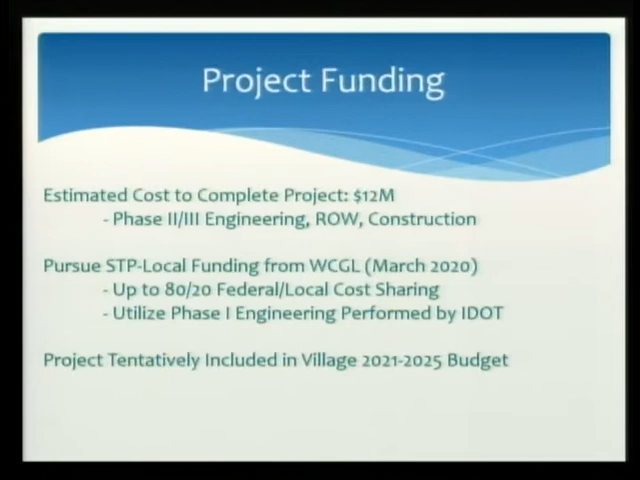 Project Funding
Estimated Cost to Complete Project: $12M
- Phase II/III Engineering, ROW, Construction
Pursue STP-Local Funding from WCGL (March 2020)
- Up to 80/20 Federal/Local Cost Sharing
- Utilize Phase I Engineering Performed by IDOT
Project Tentatively Included in Village 2021-2025 Budget